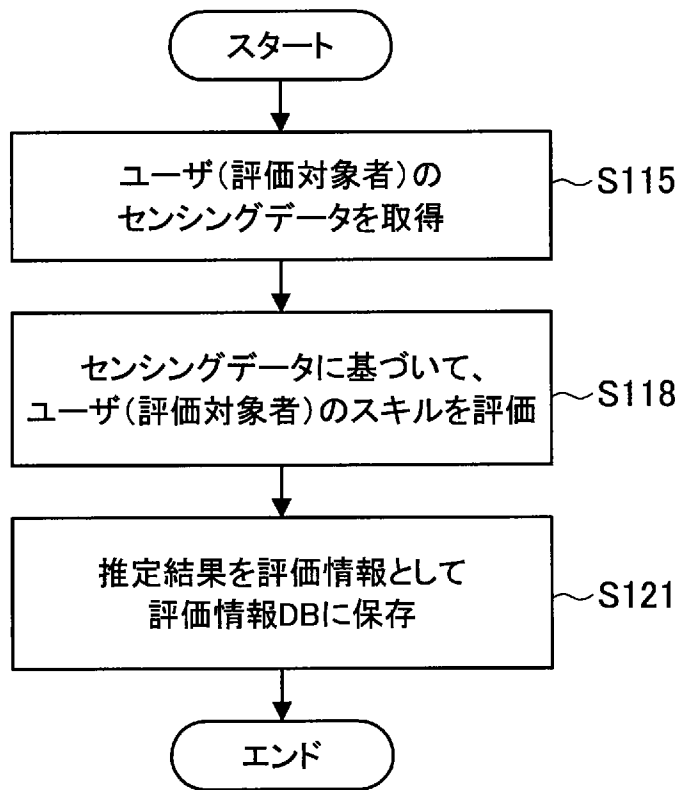 スタート
ユーザ(評価対象者)の
センシングデータを取得
S115
センシングデータに基づいて、
ユーザ(評価対象者)のスキルを評価
S118
推定結果を評価情報として
評価情報DBに保存
S121
エンド